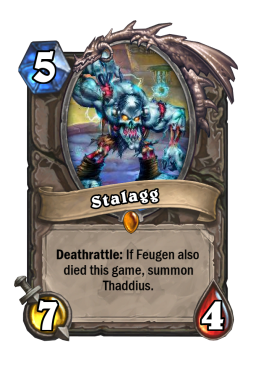 5
Stalagg
Deathrattle: If Feugen also
died this game, summon
Thaddius.
7
4